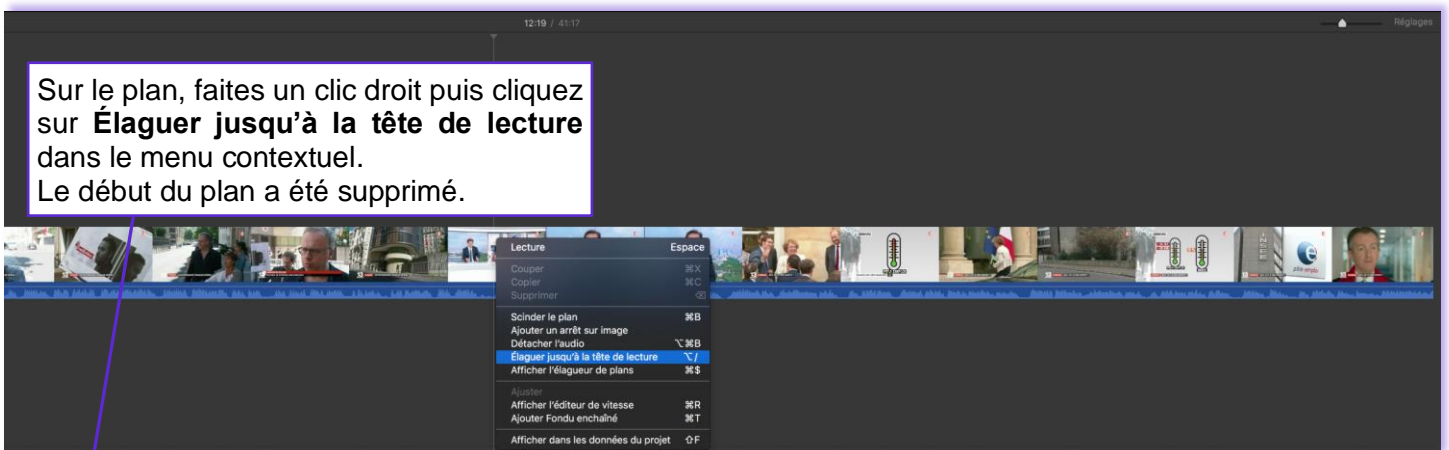 12:19 / 41:17
Réglages
Sur le plan, faites un clic droit puis cliquez
sur Élaguer jusqu’à la tête de lecture
dans le menu contextuel.
Le début du plan a été supprimé.
Lecture Espace
Couper ⌘X
Copier ⌘C
Supprimer ⌫
Scinder le plan ⌘B
Ajouter un arrêt sur image
Détacher l’audio ⌥⌘B
Élaguer jusqu’à la tête de lecture ⌥/
Afficher l’élagueur de plans ⌘$
Ajuster
Afficher l’éditeur de vitesse ⌘R
Ajouter Fondu enchaîné ⌘T
Afficher dans les données du projet ⇧F
pôle emploi